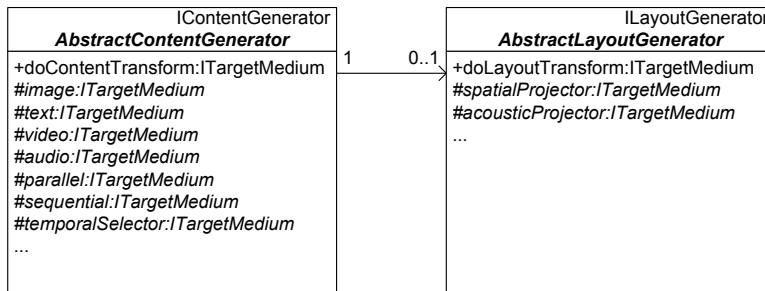 IContentGenerator
AbstractContentGenerator
+doContentTransform:ITargetMedium
#image:ITargetMedium
#text:ITargetMedium
#video:ITargetMedium
#audio:ITargetMedium
#parallel:ITargetMedium
#sequential:ITargetMedium
#temporalSelector:ITargetMedium
...
1
0..1
ILayoutGenerator
AbstractLayoutGenerator
+doLayoutTransform:ITargetMedium
#spatialProjector:ITargetMedium
#acousticProjector:ITargetMedium
...